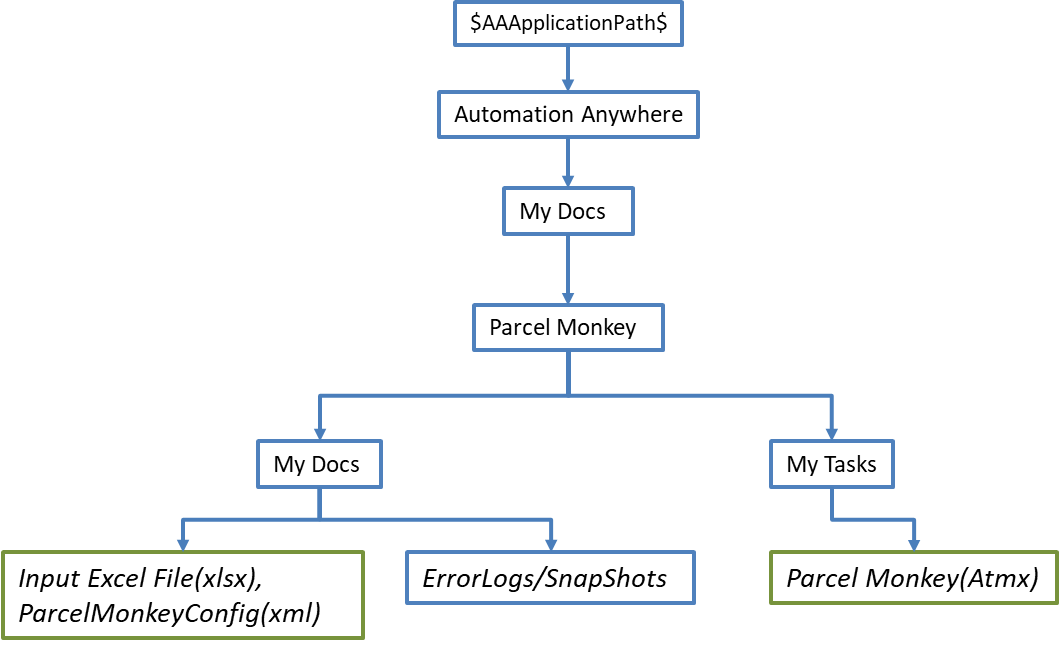 $AAApplicationPath$
Automation Anywhere
My Docs
Parcel Monkey
My Docs
My Tasks
Input Excel File(xlsx),
ParcelMonkeyConfig(xml)
ErrorLogs/SnapShots
Parcel Monkey(Atmx)